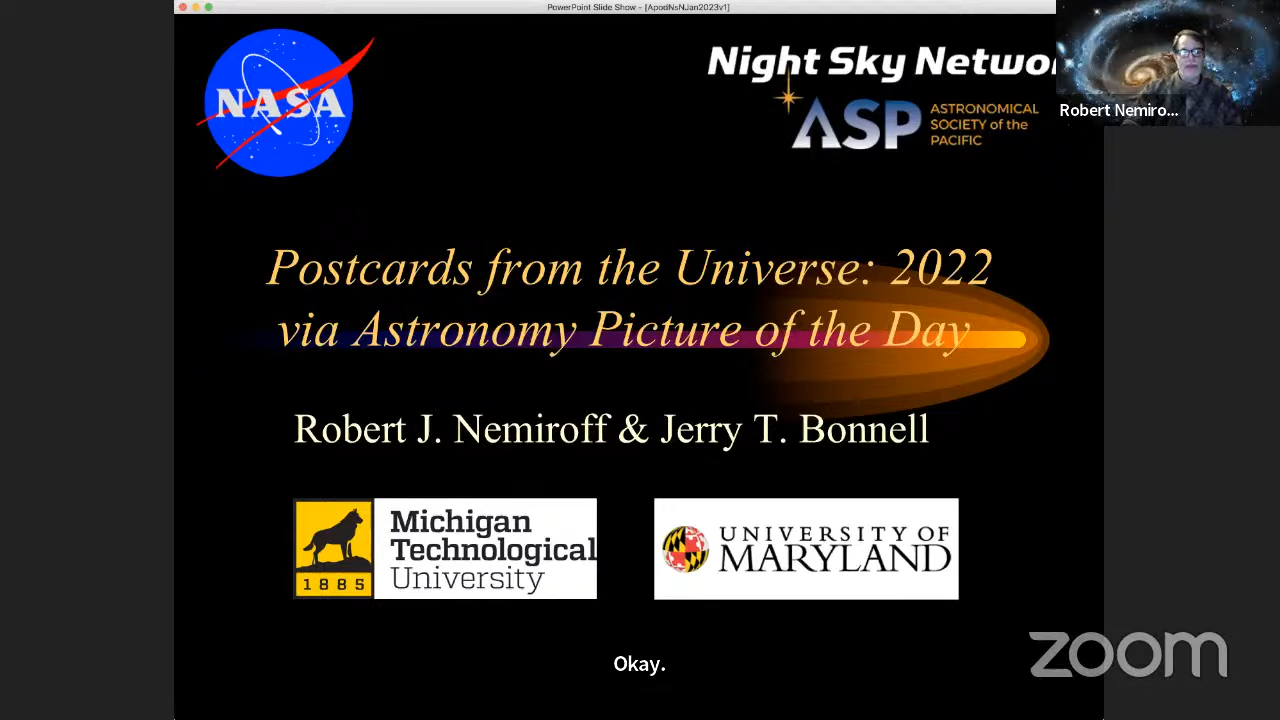 PowerPoint Slide Show - [ApodNsNJan2023v1]
NASA
Night Sky Networ
ASP
ASTRONOMICAL
SOCIETY of the
PACIFIC
Robert Nemiro...
Postcards from the Universe: 2022
via Astronomy Picture of the Day
Robert J. Nemiroff & Jerry T. Bonnell
Michigan
Technological
University
1885
UNIVERSITY OF
MARYLAND
Okay.
zoom